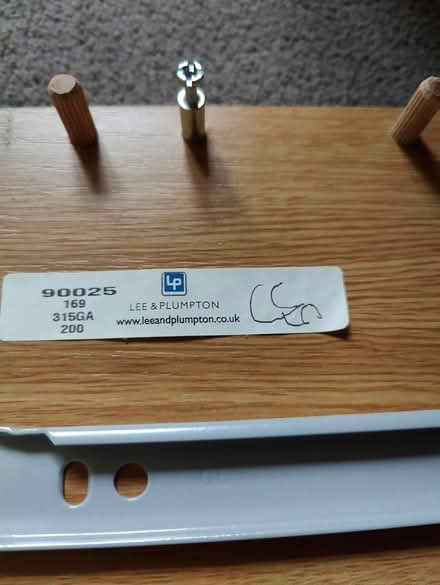 90025
169
315GA
200
LP
LEE & PLUMPTON
www.leeandplumpton.co.uk